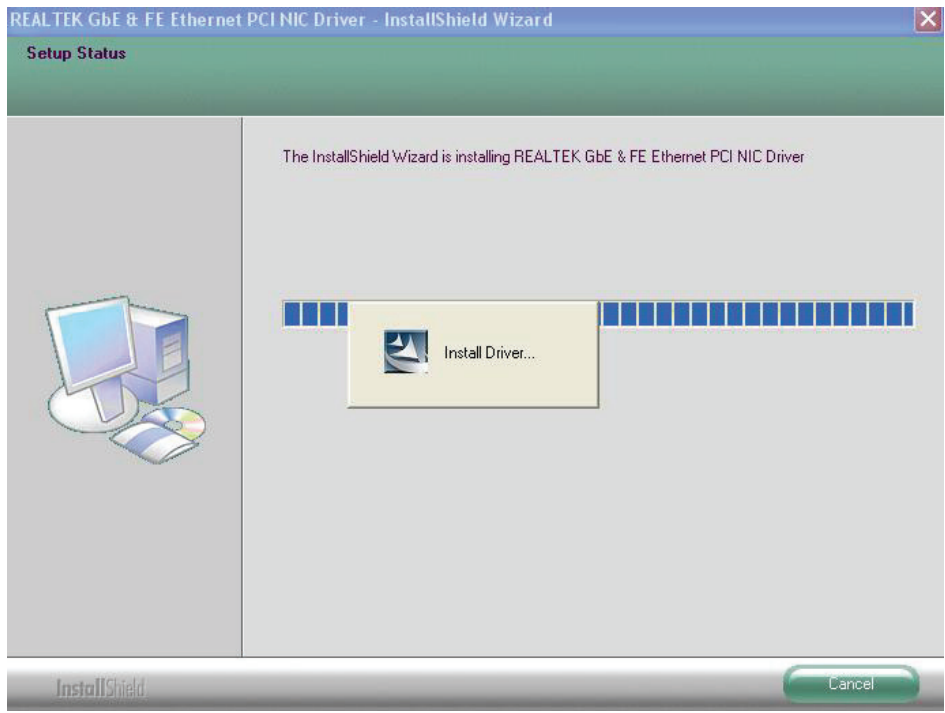 REALTEK GbE & FE Ethernet PCI NIC Driver - InstallShield Wizard
Setup Status
The InstallShield Wizard is installing REALTEK GbE & FE Ethernet PCI NIC Driver
Install Driver...
InstallShield
Cancel